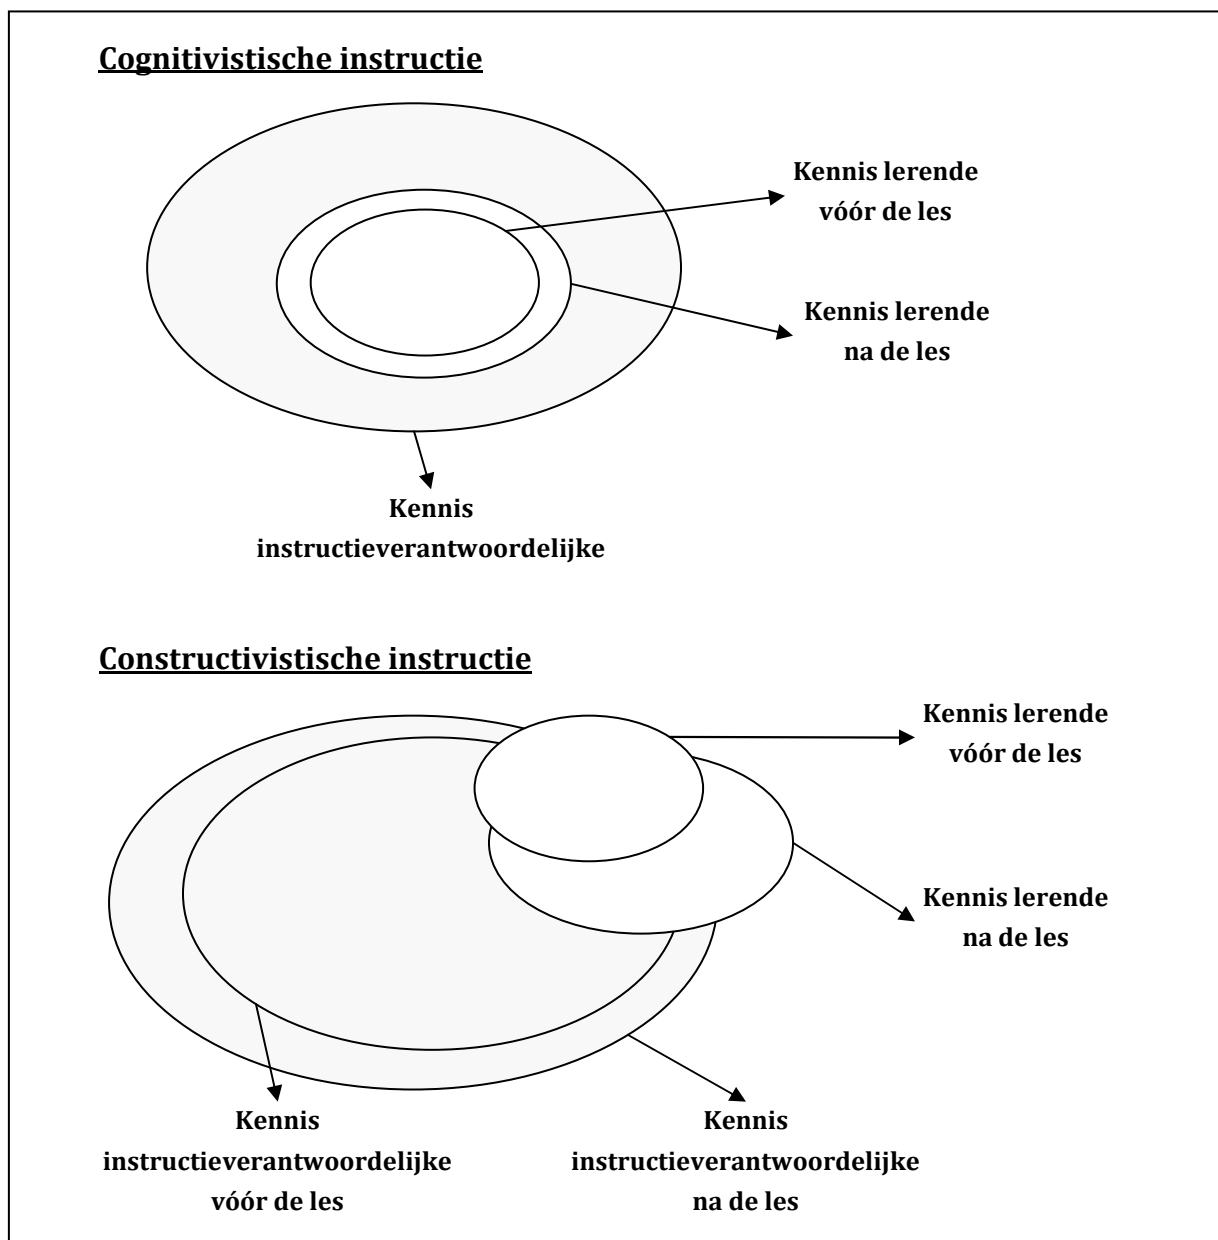 Cognitivistische instructie
Kennis lerende
vóór de les
Kennis lerende
na de les
Kennis
instructieverantwoordelijke
Constructivistische instructie
Kennis lerende
vóór de les
Kennis lerende
na de les
Kennis
instructieverantwoordelijke
vóór de les
Kennis
instructieverantwoordelijke
na de les